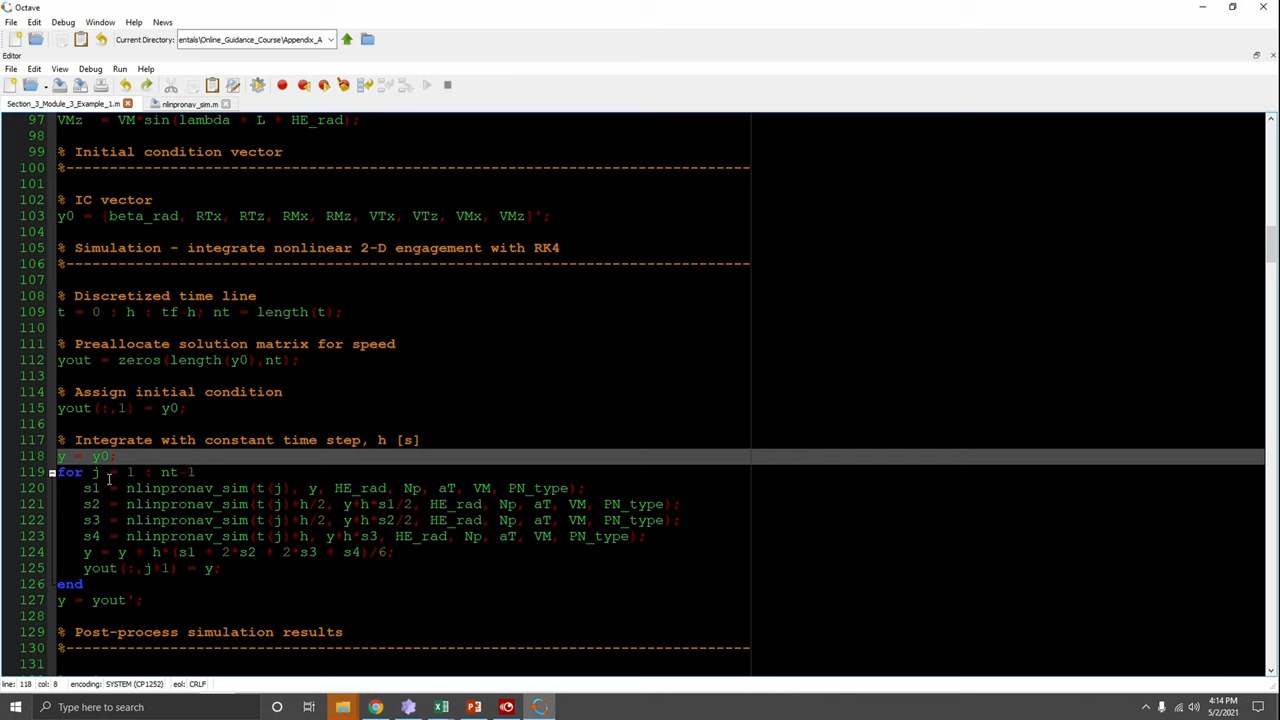 Octave
File Edit Debug Window Help News
Current Directory: entals\Online_Guidance_Course\Appendix_A
Editor
File Edit View Debug Run Help
Section_3_Module_3_Example_1.m nlinpronav_sim.m
97 VMz = VM*sin(lambda + L + HE_rad);
98
99 % Initial condition vector
100 %--------------------------------------------------------------------------------
101
102 % IC vector
103 y0 = [beta_rad, RTx, RTz, RMx, RMz, VTx, VTz, VMx, VMz]';
104
105 % Simulation - integrate nonlinear 2-D engagement with RK4
106 %--------------------------------------------------------------------------------
107
108 % Discretized time line
109 t = 0 : h : tf-h; nt = length(t);
110
111 % Preallocate solution matrix for speed
112 yout = zeros(length(y0),nt);
113
114 % Assign initial condition
115 yout(:,1) = y0;
116
117 % Integrate with constant time step, h [s]
118 y = y0;
119 for j = 1 : nt-1
120 s1 = nlinpronav_sim(t(j), y, HE_rad, Np, aT, VM, PN_type);
121 s2 = nlinpronav_sim(t(j)+h/2, y+h*s1/2, HE_rad, Np, aT, VM, PN_type);
122 s3 = nlinpronav_sim(t(j)+h/2, y+h*s2/2, HE_rad, Np, aT, VM, PN_type);
123 s4 = nlinpronav_sim(t(j)+h, y+h*s3, HE_rad, Np, aT, VM, PN_type);
124 y = y + h*(s1 + 2*s2 + 2*s3 + s4)/6;
125 yout(:,j+1) = y;
126 end
127 y = yout';
128
129 % Post-process simulation results
130 %--------------------------------------------------------------------------------
131
line: 118 col: 8 encoding: SYSTEM (CP1252) eol: CRLF
Type here to search
4:14 PM
5/2/2021